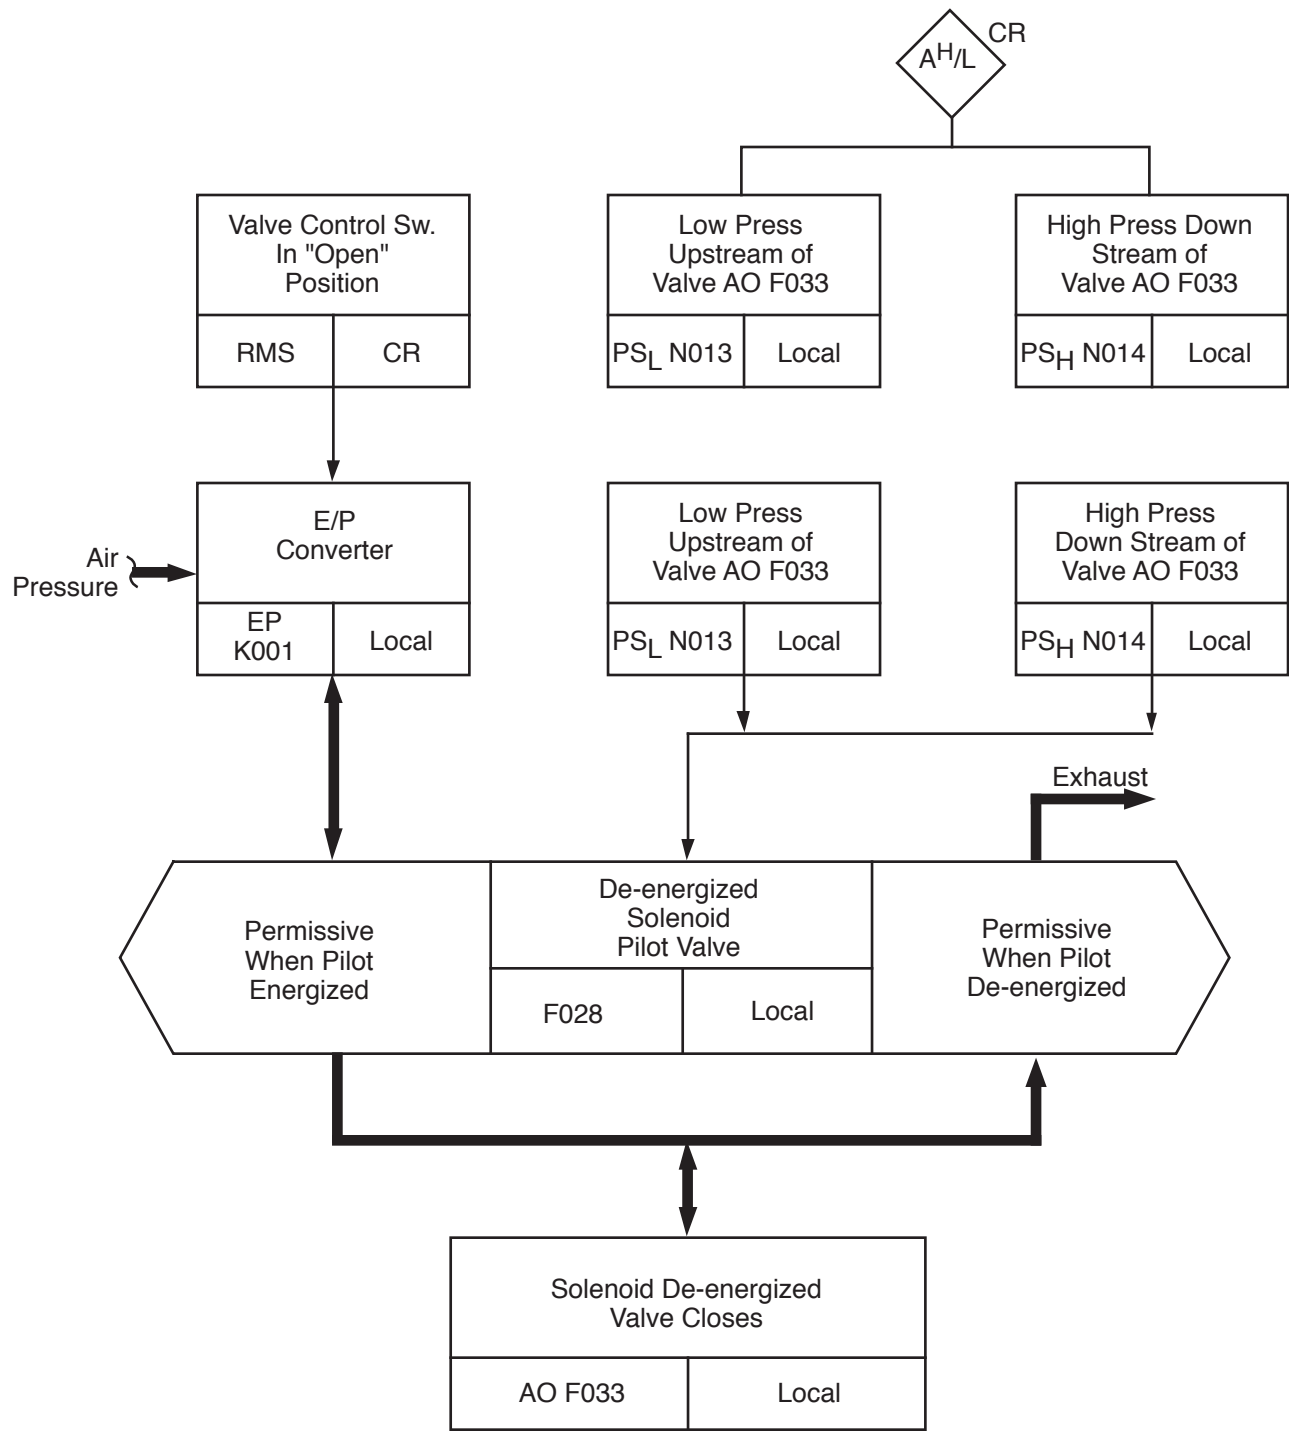 CR
AH/L
Valve Control Sw.
In "Open"
Position
RMS
CR
Low Press
Upstream of
Valve AO F033
PSL N013
Local
High Press Down
Stream of
Valve AO F033
PSH N014
Local
Air
Pressure
E/P
Converter
EP
K001
Local
Low Press
Upstream of
Valve AO F033
PSL N013
Local
High Press
Down Stream of
Valve AO F033
PSH N014
Local
Exhaust
Permissive
When Pilot
Energized
De-energized
Solenoid
Pilot Valve
F028
Local
Permissive
When Pilot
De-energized
Solenoid De-energized
Valve Closes
AO F033
Local